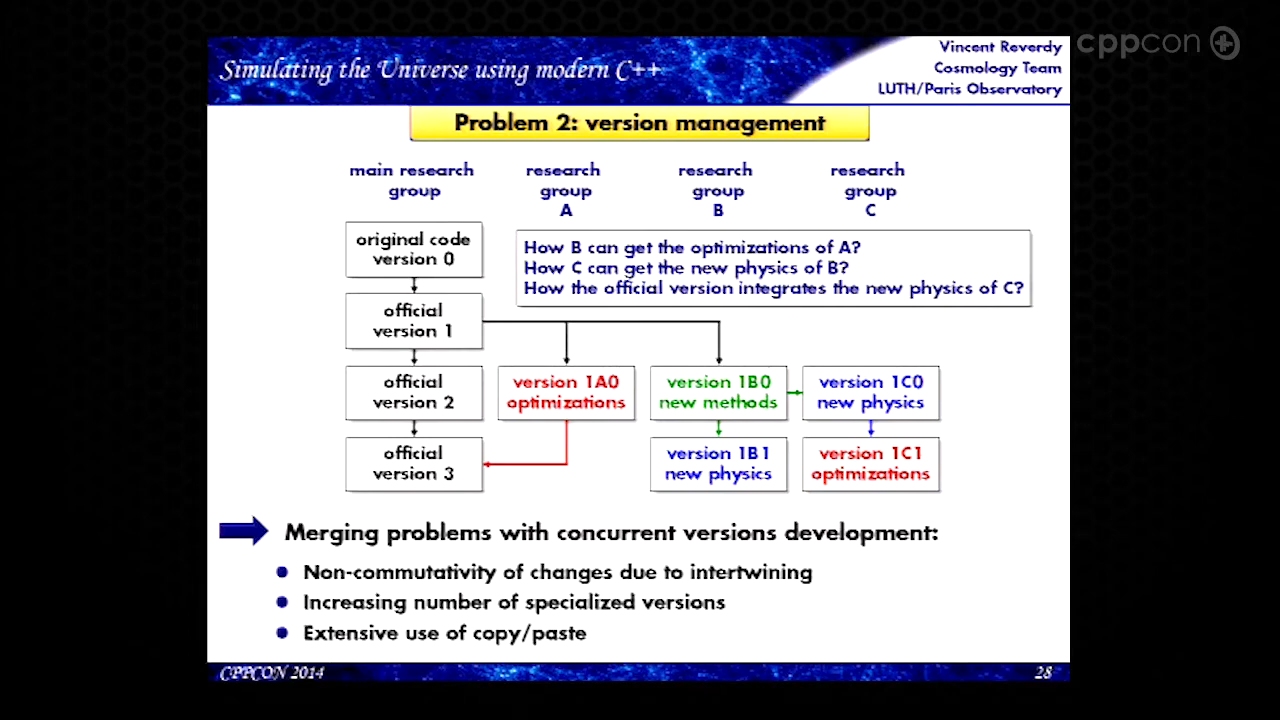 Simulating the Universe using modern C++
Vincent Reverdy
Cosmology Team
LUTH/Paris Observatory
cppcon
Problem 2: version management
main research
group
research
group
A
research
group
B
research
group
C
original code
version 0
How B can get the optimizations of A?
How C can get the new physics of B?
How the official version integrates the new physics of C?
official
version 1
official
version 2
version 1A0
optimizations
version 1B0
new methods
version 1C0
new physics
official
version 3
version 1B1
new physics
version 1C1
optimizations
Merging problems with concurrent versions development:
Non-commutativity of changes due to intertwining
Increasing number of specialized versions
Extensive use of copy/paste
CPPCON 2014
28